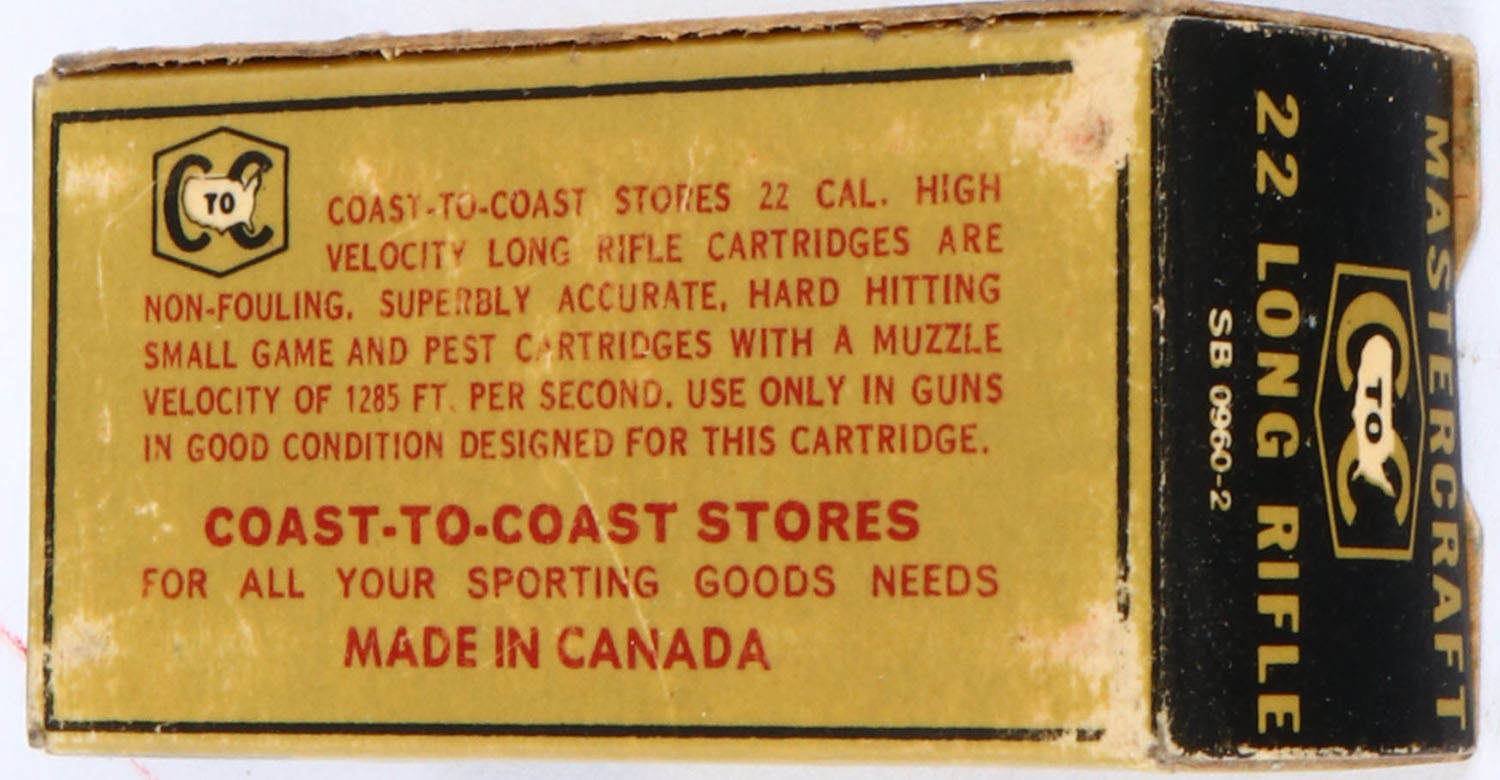 C TO C
COAST-TO-COAST STORES 22 CAL. HIGH
VELOCITY LONG RIFLE CARTRIDGES ARE
NON-FOULING, SUPERBLY ACCURATE, HARD HITTING
SMALL GAME AND PEST CARTRIDGES WITH A MUZZLE
VELOCITY OF 1285 FT. PER SECOND. USE ONLY IN GUNS
IN GOOD CONDITION DESIGNED FOR THIS CARTRIDGE.
COAST-TO-COAST STORES
FOR ALL YOUR SPORTING GOODS NEEDS
MADE IN CANADA
MASTERCRAFT
C TO C
22 LONG RIFLE
SB 0960-2